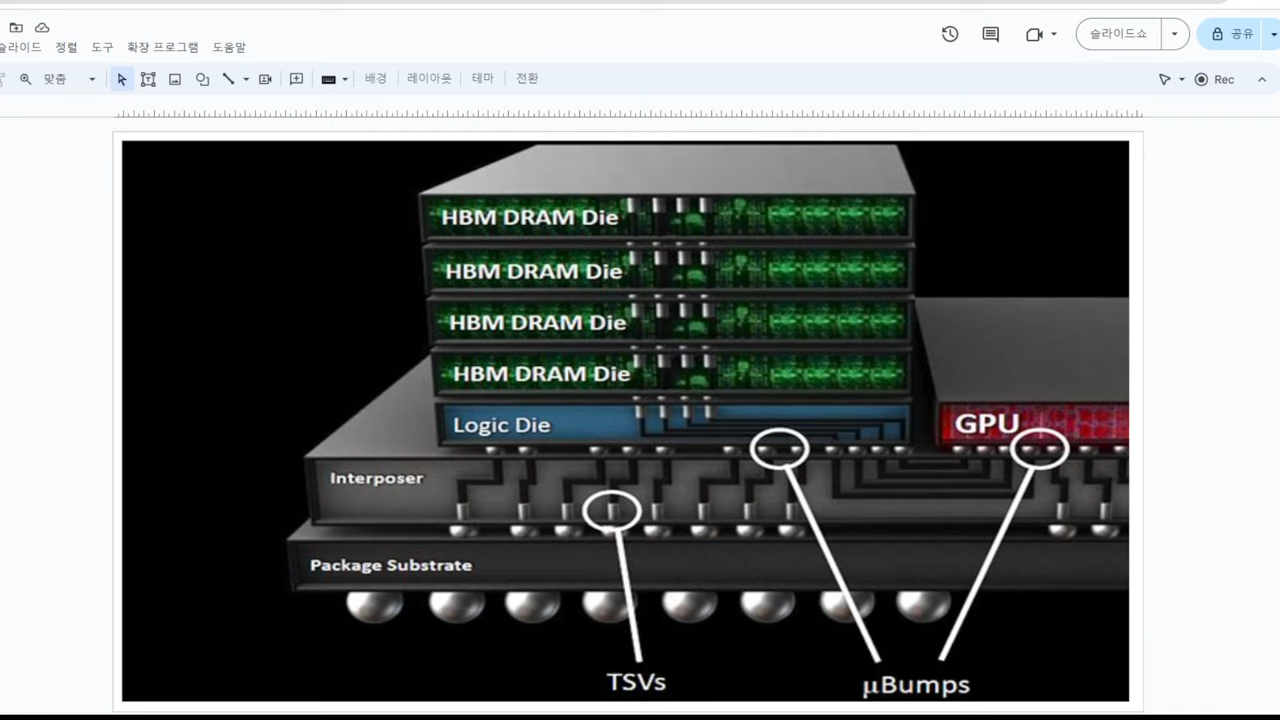 슬라이드 정렬 도구 확장 프로그램 도움말
슬라이드쇼
공유
맞춤
배경 레이아웃 테마 전환
Rec
HBM DRAM Die
HBM DRAM Die
HBM DRAM Die
HBM DRAM Die
Logic Die
GPU
Interposer
Package Substrate
TSVs
μBumps